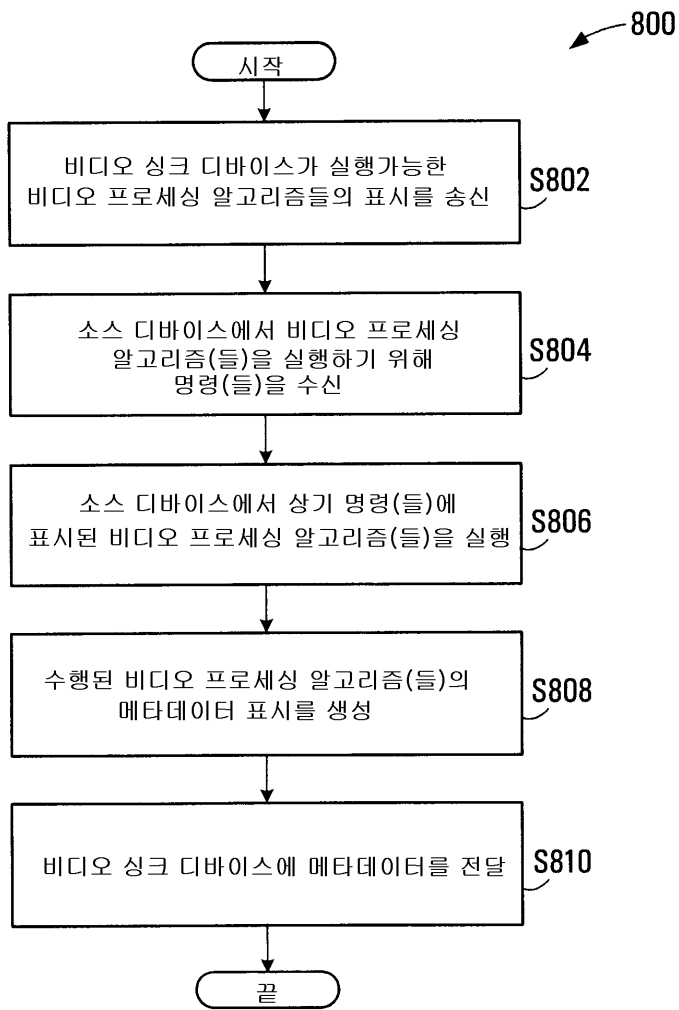 800
시작
비디오 싱크 디바이스가 실행가능한
비디오 프로세싱 알고리즘들의 표시를 송신
S802
소스 디바이스에서 비디오 프로세싱
알고리즘(들)을 실행하기 위해
명령(들)을 수신
S804
소스 디바이스에서 상기 명령(들)에
표시된 비디오 프로세싱 알고리즘(들)을 실행
S806
수행된 비디오 프로세싱 알고리즘(들)의
메타데이터 표시를 생성
S808
비디오 싱크 디바이스에 메타데이터를 전달
S810
끝